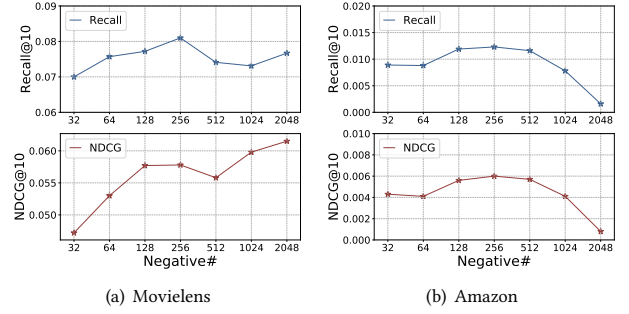 0.09
0.08
0.07
0.06
Recall@10
Recall
32 64 128 256 512 1024 2048
0.060
0.055
0.050
NDCG@10
NDCG
32 64 128 256 512 1024 2048
Negative#
(a) Movielens
0.020
0.015
0.010
0.005
0.000
Recall@10
Recall
32 64 128 256 512 1024 2048
0.010
0.008
0.006
0.004
0.002
0.000
NDCG@10
NDCG
32 64 128 256 512 1024 2048
Negative#
(b) Amazon